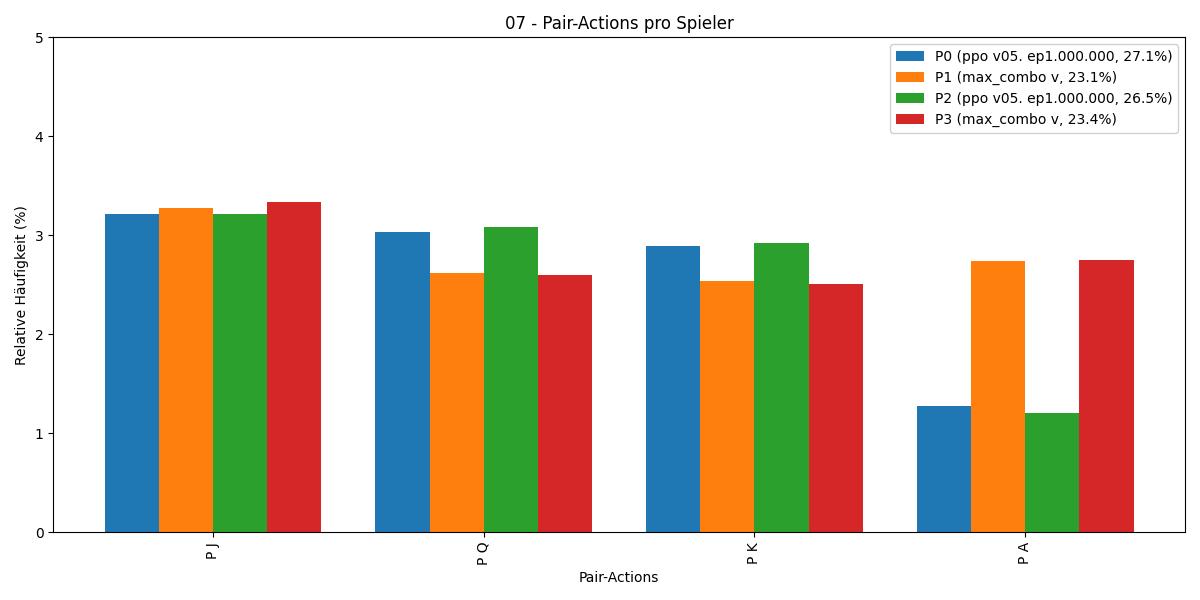 07 - Pair-Actions pro Spieler
P0 (ppo v05. ep1.000.000, 27.1%)
P1 (max_combo v, 23.1%)
P2 (ppo v05. ep1.000.000, 26.5%)
P3 (max_combo v, 23.4%)
Relative Häufigkeit (%)
5
4
3
2
1
0
P J
P Q
P K
P A
Pair-Actions